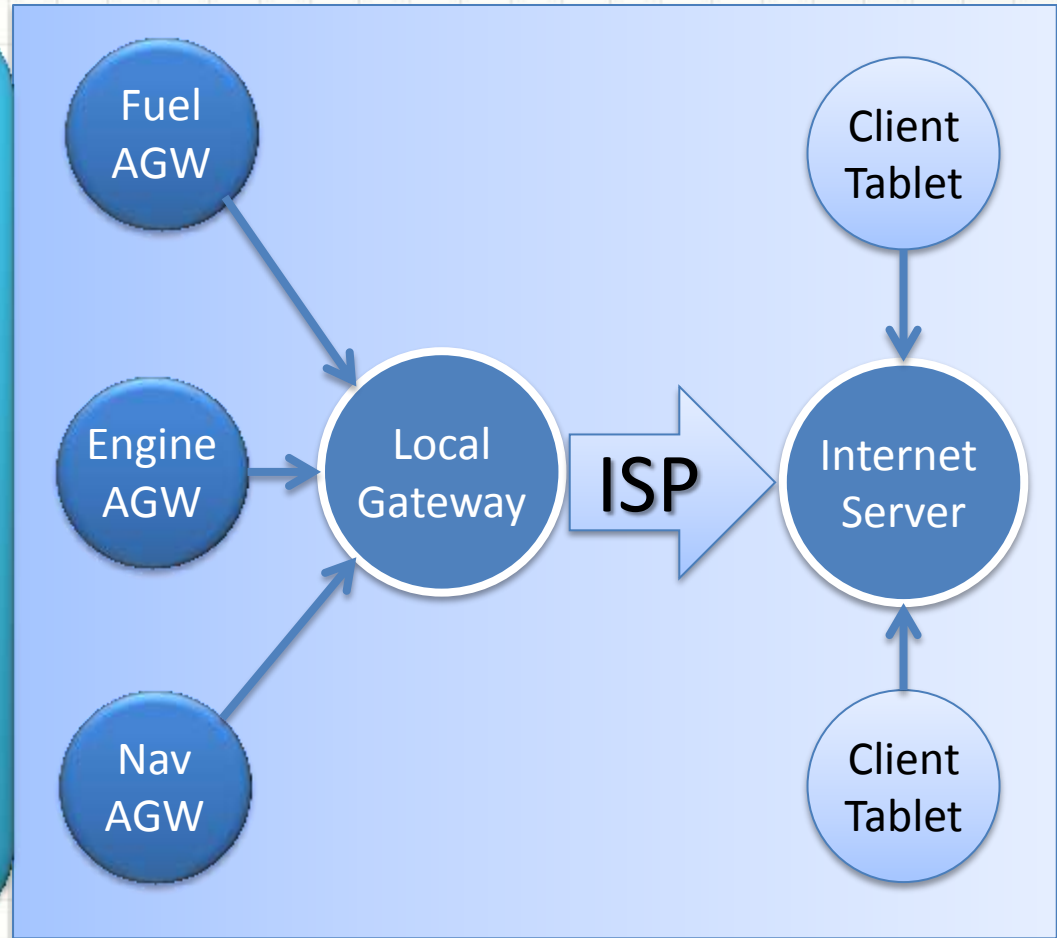 Fuel
AGW
Client
Tablet
Engine
AGW
Local
Gateway
ISP
Internet
Server
Nav
AGW
Client
Tablet